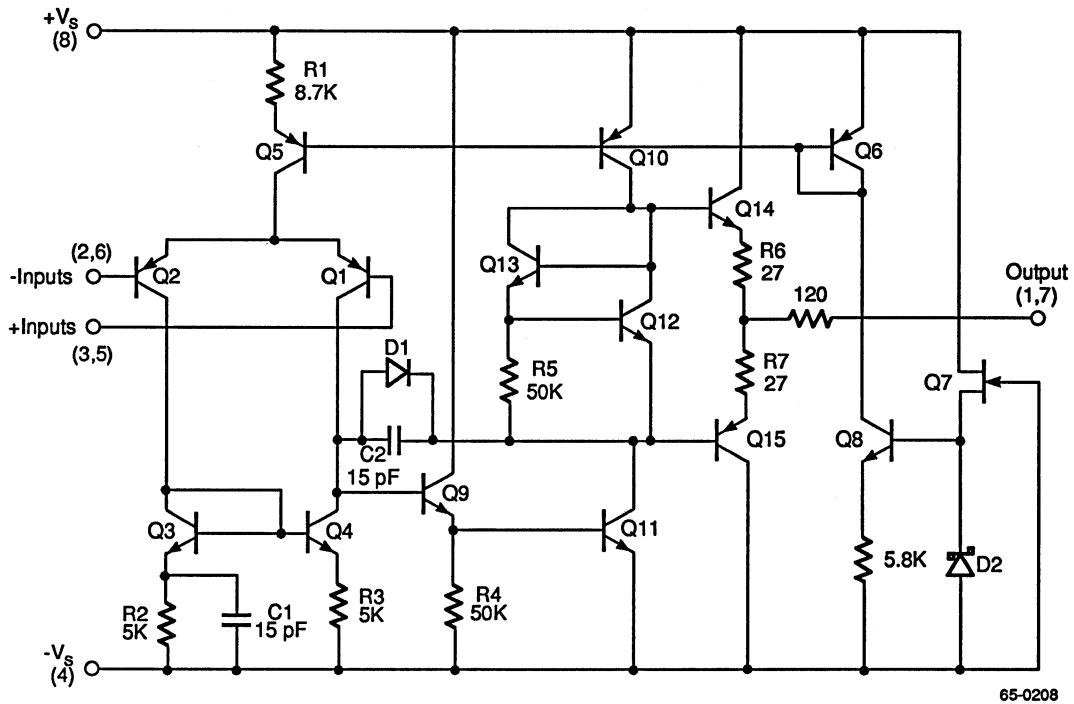 +VS
(8)
R1
8.7K
Q5
Q10
Q6
Q14
(2,6)
-Inputs
Q2
Q1
Q13
R6
27
Output
(1,7)
+Inputs
(3,5)
Q12
120
D1
R5
50K
R7
27
Q7
C2
15 pF
Q15
Q8
Q9
Q3
Q4
Q11
5.8K
D2
R2
5K
C1
15 pF
R3
5K
R4
50K
-VS
(4)
65-0208